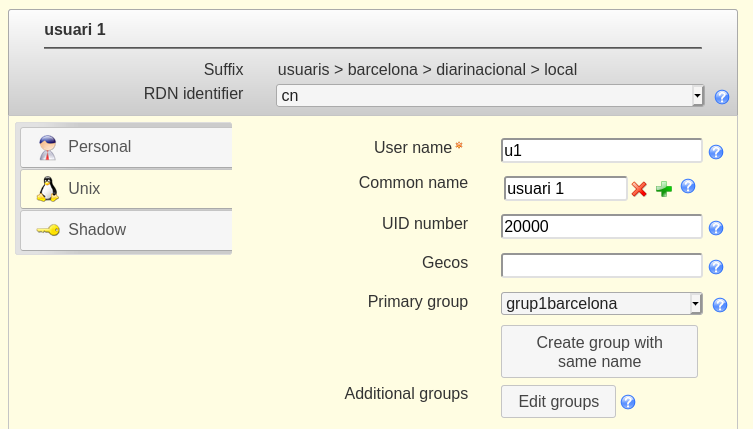 usuari 1
Suffix usuaris > barcelona > diarinacional > local
RDN identifier cn
Personal
Unix
Shadow
User name* u1
Common name usuari 1
UID number 20000
Gecos
Primary group grup1barcelona
Create group with
same name
Additional groups Edit groups